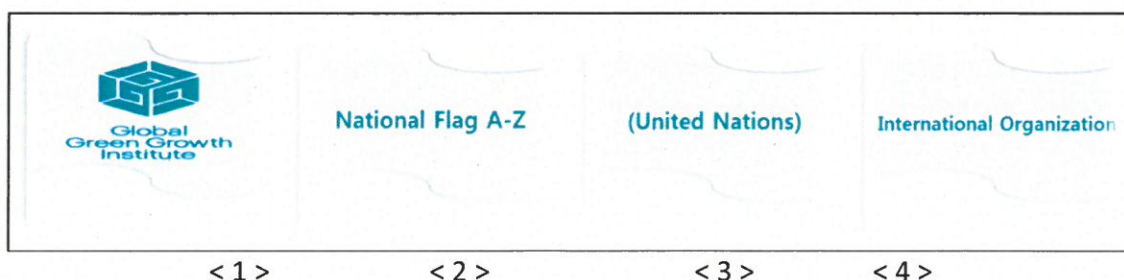 Global
Green Growth
Institute
National Flag A-Z
(United Nations)
International Organization
<1>
<2>
<3>
<4>